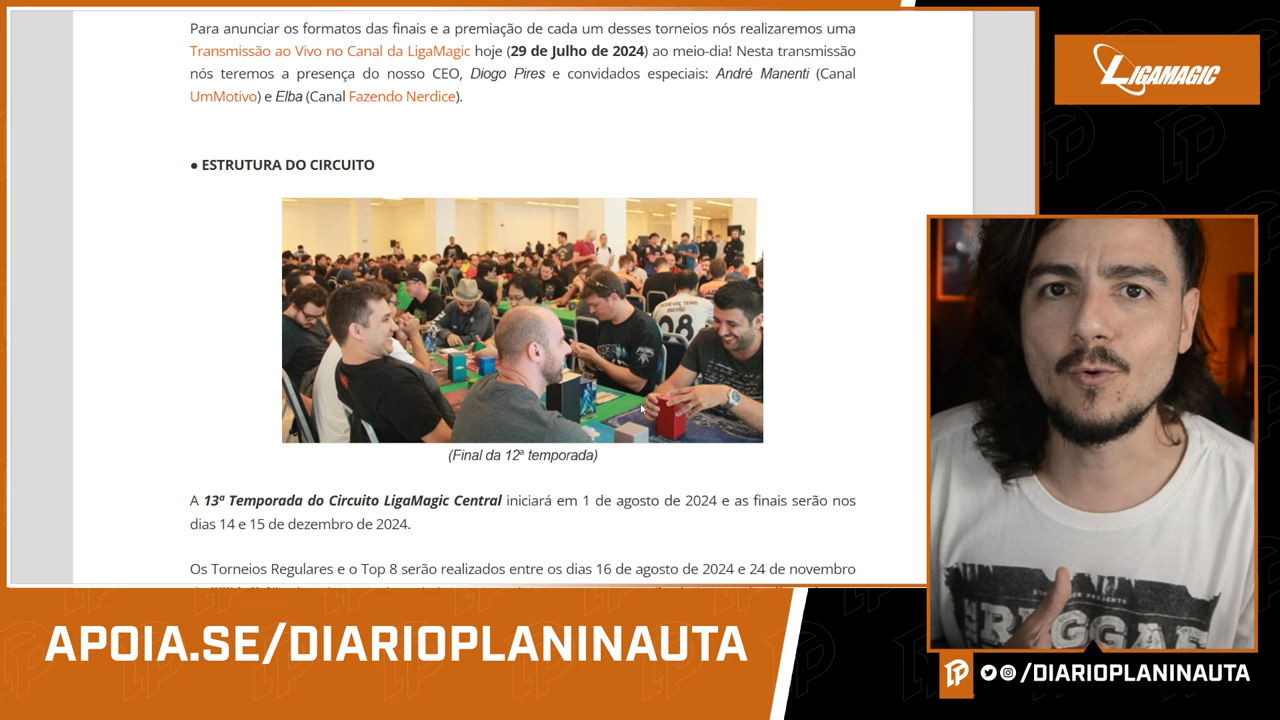 Para anunciar os formatos das finais e a premiação de cada um desses torneios nós realizaremos uma
Transmissão ao Vivo no Canal da LigaMagic hoje (29 de Julho de 2024) ao meio-dia! Nesta transmissão
nós teremos a presença do nosso CEO, Diogo Pires e convidados especiais: André Manenti (Canal
UmMotivo) e Elba (Canal Fazendo Nerdice).
● ESTRUTURA DO CIRCUITO
(Final da 12ª temporada)
A 13ª Temporada do Circuito LigaMagic Central iniciará em 1 de agosto de 2024 e as finais serão nos
dias 14 e 15 de dezembro de 2024.
Os Torneios Regulares e o Top 8 serão realizados entre os dias 16 de agosto de 2024 e 24 de novembro
LIGAMAGIC
APOIA.SE/DIARIOPLANINAUTA
/DIARIOPLANINAUTA